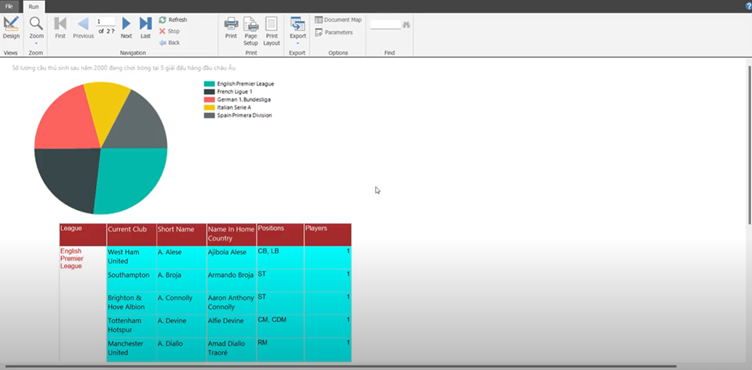 File Run
Design Zoom First Previous 1 of 2 ? Next Last Refresh Stop Back Print Page Setup Print Layout Export Document Map Parameters
Views Zoom Navigation Print Export Options Find
Số lượng cầu thủ sinh sau năm 2000 đang chơi bóng tại 5 giải đấu hàng đầu châu Âu
English Premier League
French Ligue 1
German 1. Bundesliga
Italian Serie A
Spain Primera Division
League Current Club Short Name Name In Home Country Positions Players
English Premier League West Ham United A. Alese Ajibola Alese CB, LB 1
Southampton A. Broja Armando Broja ST 1
Brighton & Hove Albion A. Connolly Aaron Anthony Connolly ST 1
Tottenham Hotspur A. Devine Alfie Devine CM, CDM 1
Manchester United A. Diallo Amad Diallo Traoré RM 1